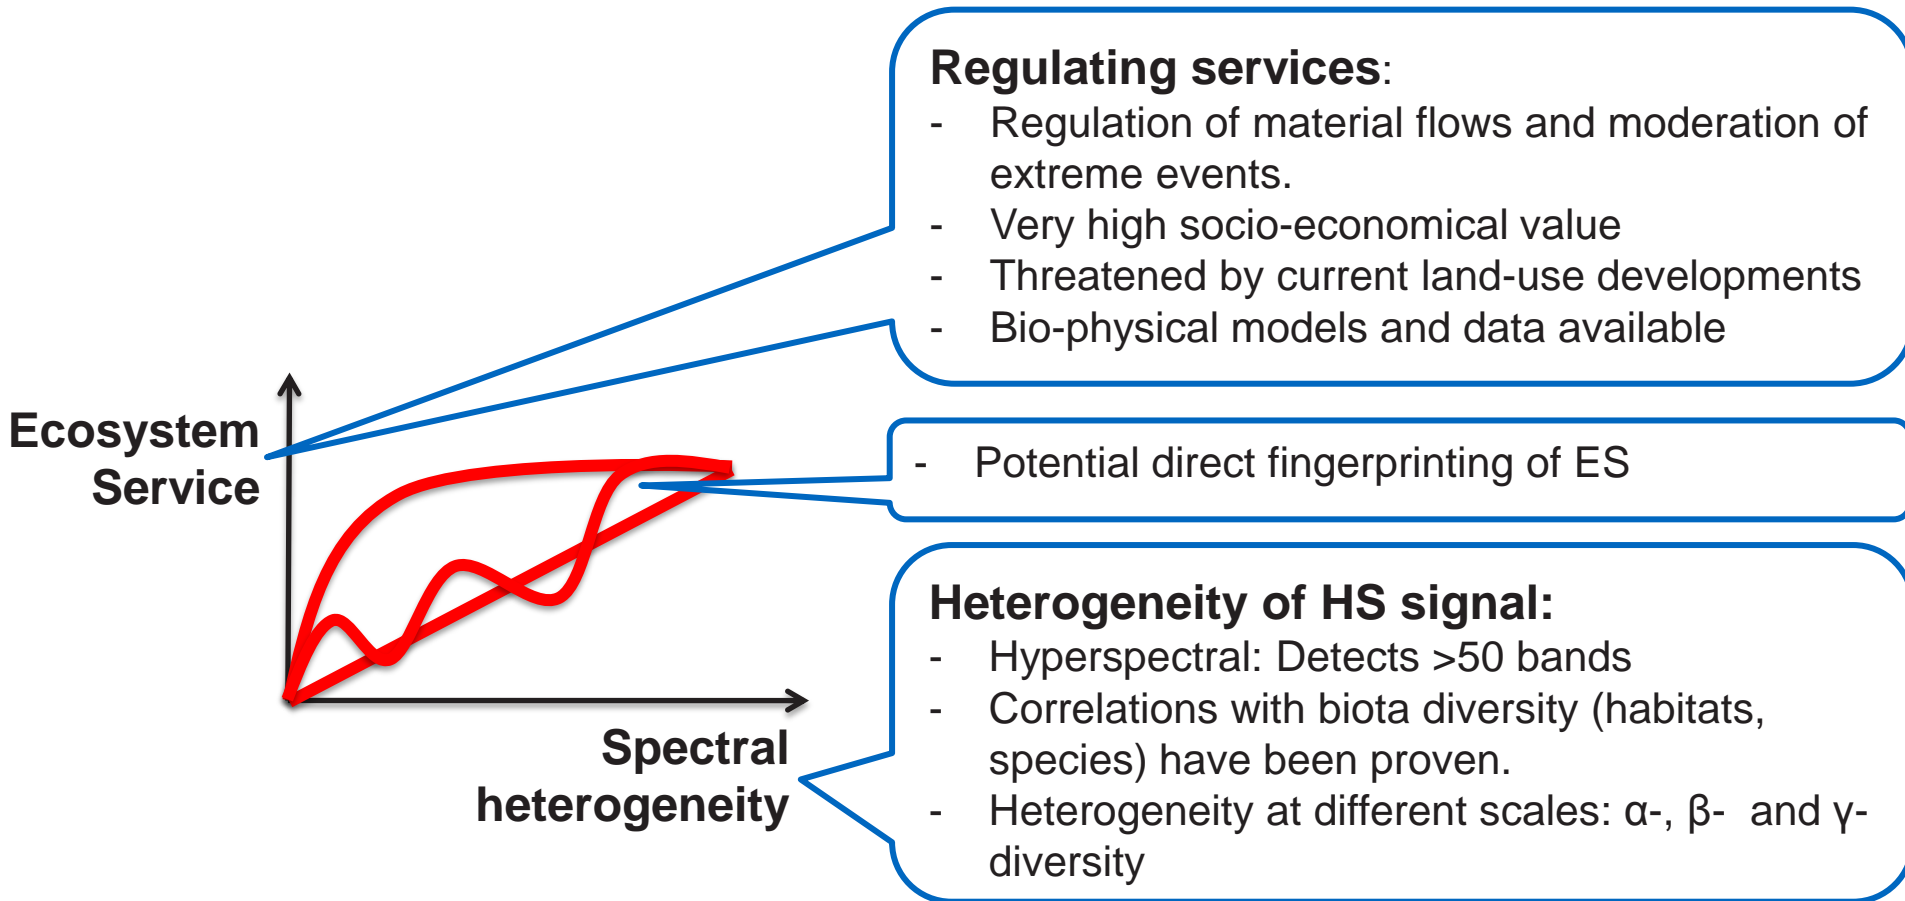 Regulating services:
- Regulation of material flows and moderation of
extreme events.
- Very high socio-economical value
- Threatened by current land-use developments
- Bio-physical models and data available
Ecosystem
Service
- Potential direct fingerprinting of ES
Spectral
heterogeneity
Heterogeneity of HS signal:
- Hyperspectral: Detects >50 bands
- Correlations with biota diversity (habitats,
species) have been proven.
- Heterogeneity at different scales: α-, β- and γ-
diversity